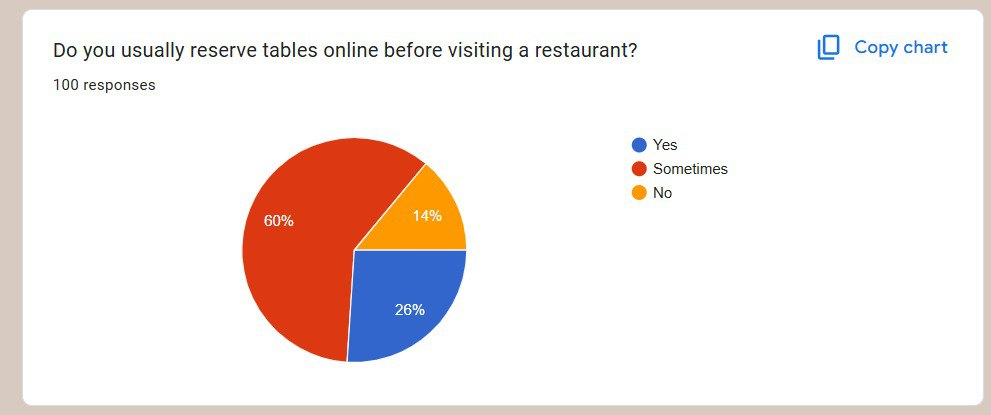 Do you usually reserve tables online before visiting a restaurant?
Copy chart
100 responses
Yes
Sometimes
No
60%
14%
26%